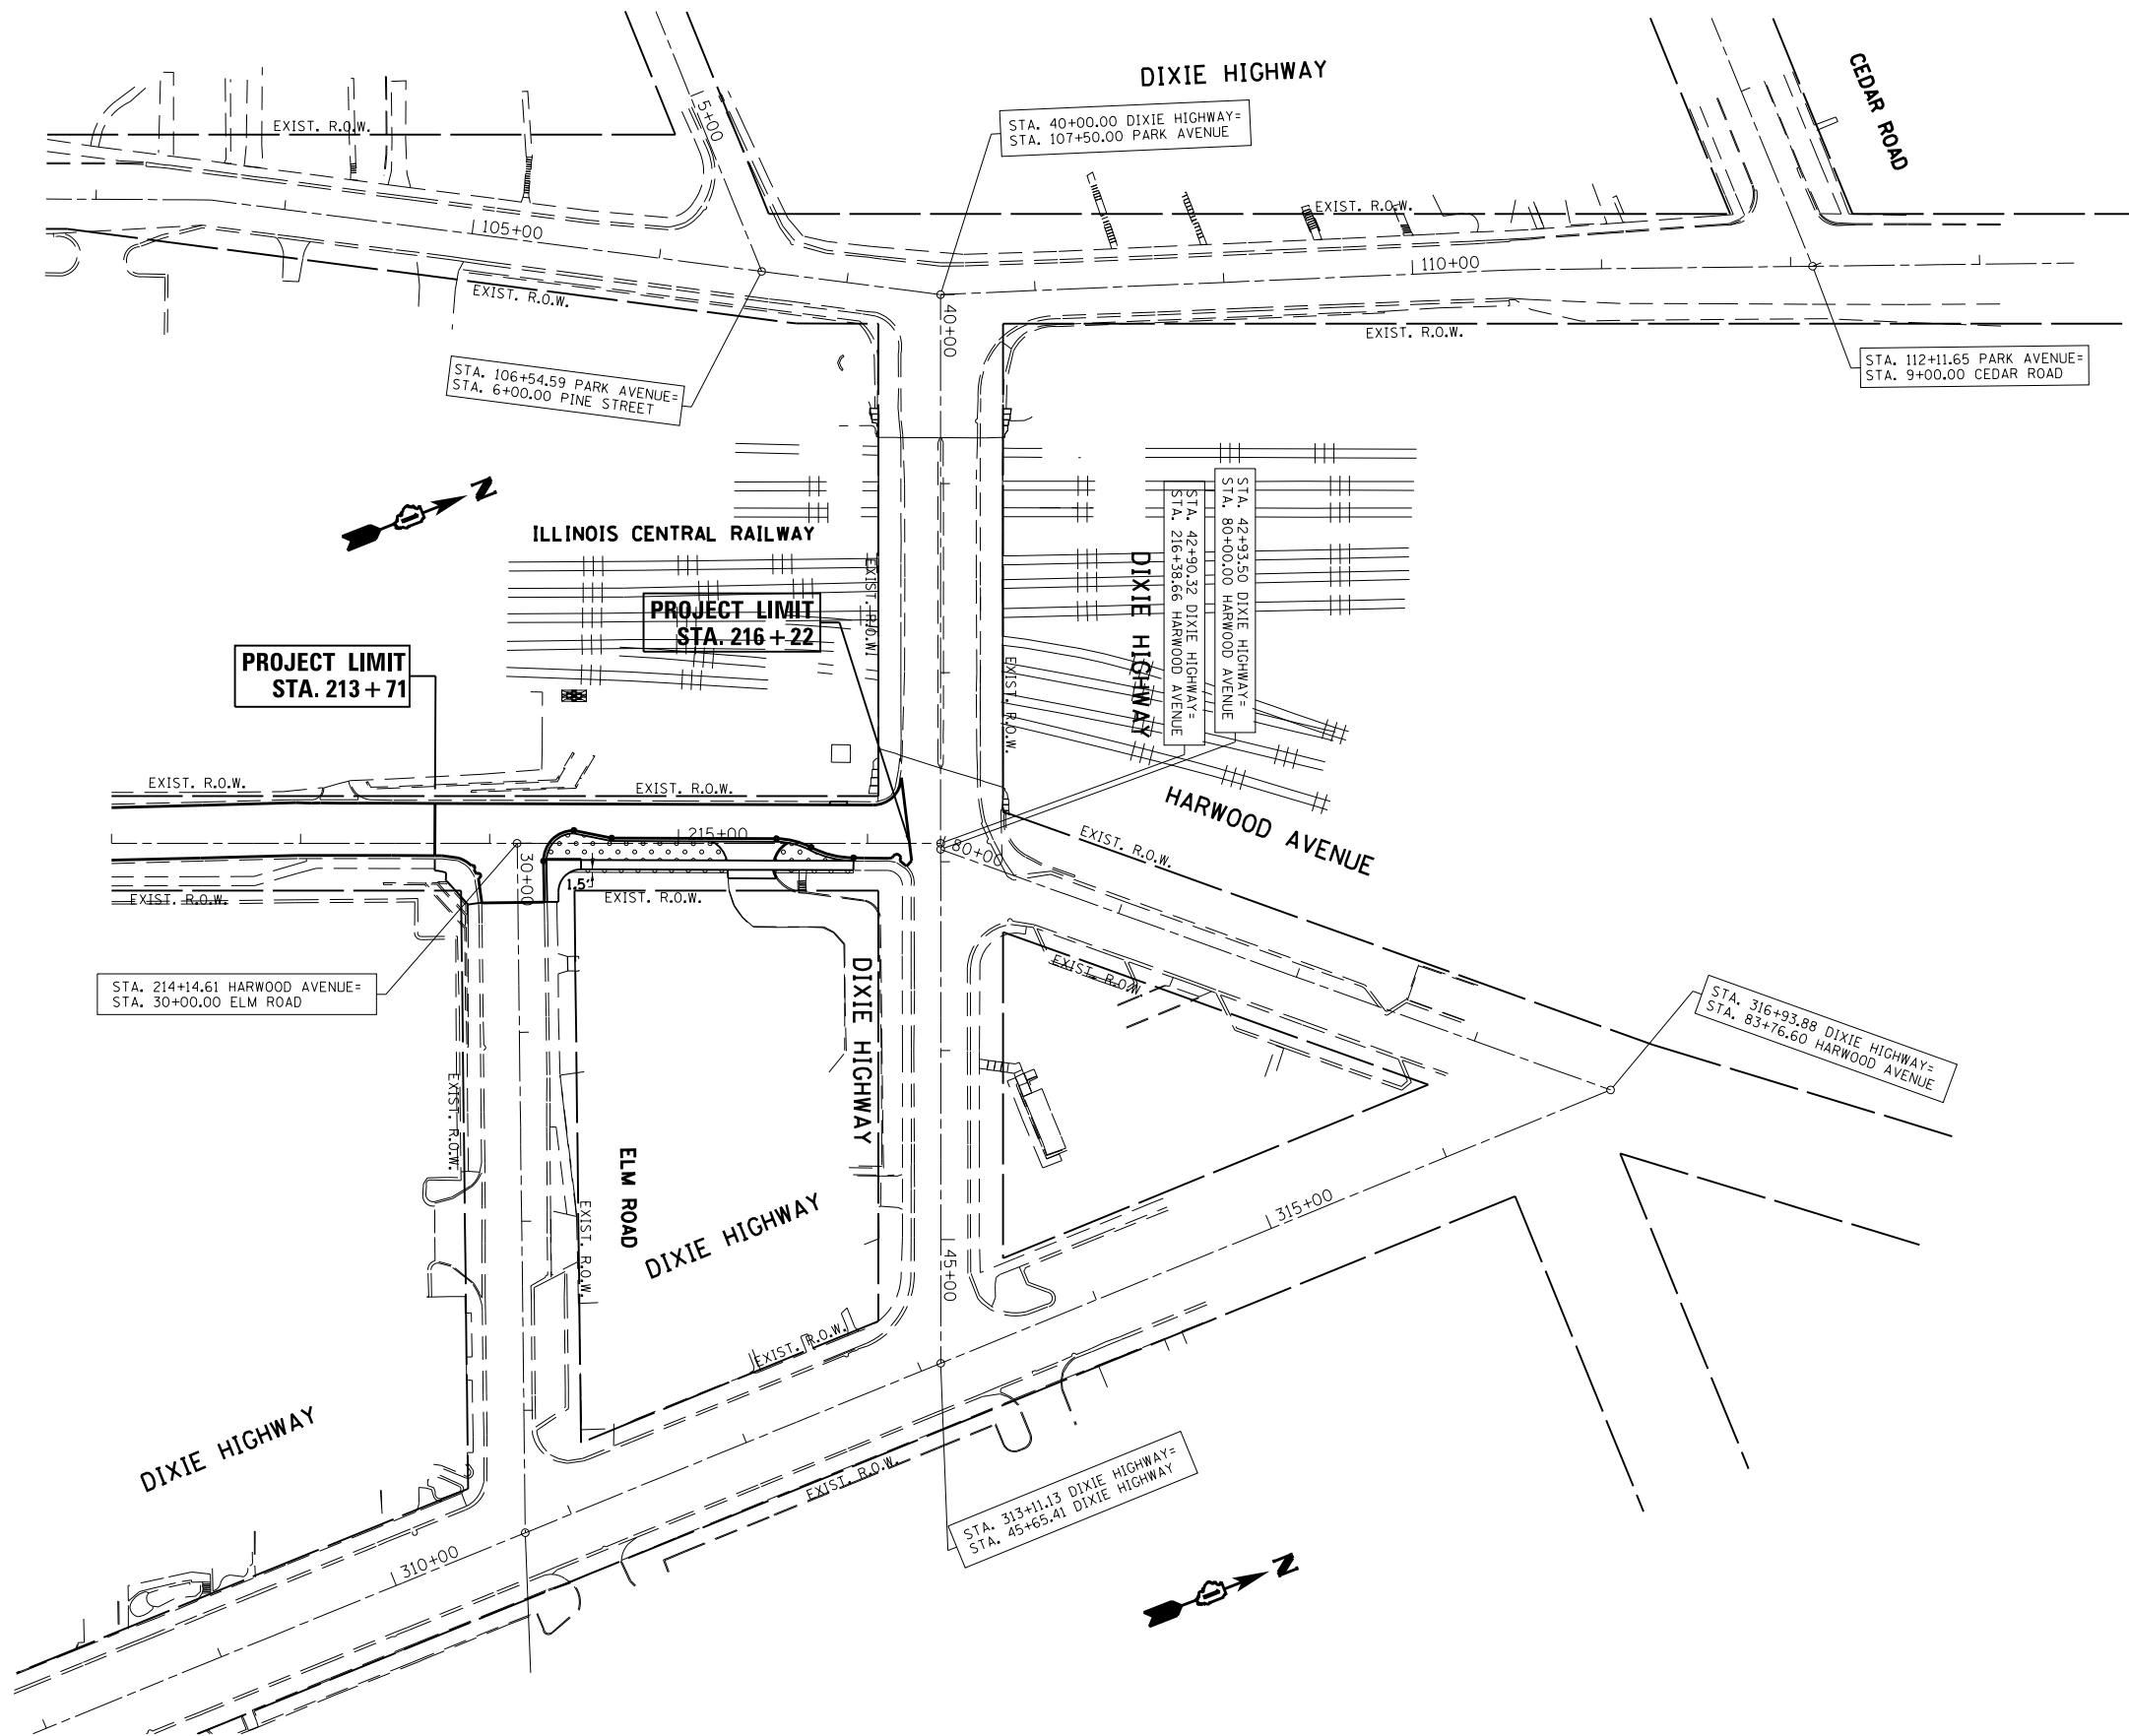 DIXIE HIGHWAY
CEDAR ROAD
STA. 40+00.00 DIXIE HIGHWAY=
STA. 107+50.00 PARK AVENUE
5+00
EXIST. R.O.W.
EXIST. R.O.W.
105+00
110+00
EXIST. R.O.W.
40+00
EXIST. R.O.W.
STA. 106+54.59 PARK AVENUE=
STA. 6+00.00 PINE STREET
STA. 112+11.65 PARK AVENUE=
STA. 9+00.00 CEDAR ROAD
N
ILLINOIS CENTRAL RAILWAY
EXIST. R.O.W.
DIXIE HIGHWAY
STA. 42+93.50 DIXIE HIGHWAY=
STA. 80+00.00 HARWOOD AVENUE
STA. 42+90.32 DIXIE HIGHWAY=
STA. 216+38.66 HARWOOD AVENUE
PROJECT LIMIT
STA. 216+22
PROJECT LIMIT
STA. 213+71
EXIST. R.O.W.
EXIST. R.O.W.
EXIST. R.O.W.
HARWOOD AVENUE
215+00
80+00
EXIST. R.O.W.
30+00
1.5'
EXIST. R.O.W.
EXIST. R.O.W.
STA. 214+14.61 HARWOOD AVENUE=
STA. 30+00.00 ELM ROAD
DIXIE HIGHWAY
EXIST. R.O.W.
STA. 316+93.88 DIXIE HIGHWAY=
STA. 83+76.60 HARWOOD AVENUE
EXIST. R.O.W.
ELM ROAD
EXIST. R.O.W.
DIXIE HIGHWAY
315+00
45+00
EXIST. R.O.W.
DIXIE HIGHWAY
EXIST. R.O.W.
STA. 313+11.13 DIXIE HIGHWAY=
STA. 45+65.41 DIXIE HIGHWAY
310+00
N